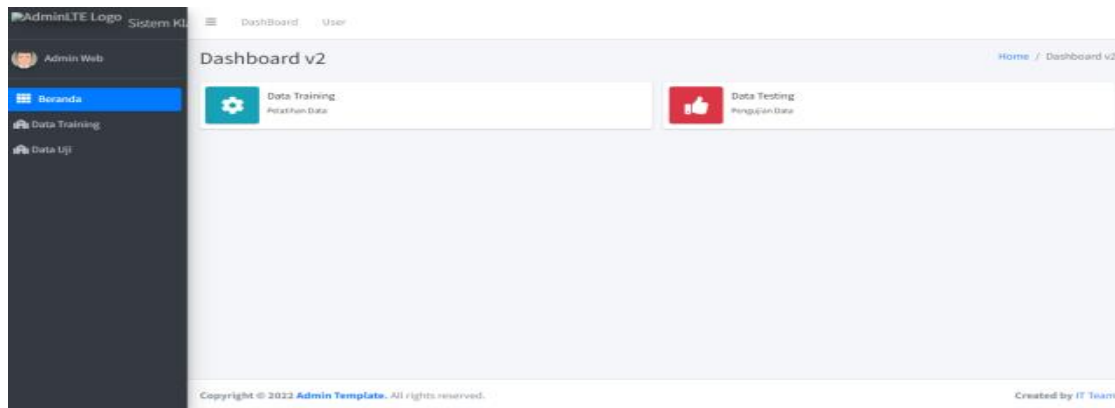 AdminLTE Logo Sistem Kl
DashBoard User
Admin Web
Beranda
Data Training
Data Uji
Dashboard v2
Home / Dashboard v2
Data Training
Pelatihan Data
Data Testing
Pengujian Data
Copyright © 2022 Admin Template. All rights reserved.
Created by IT Team